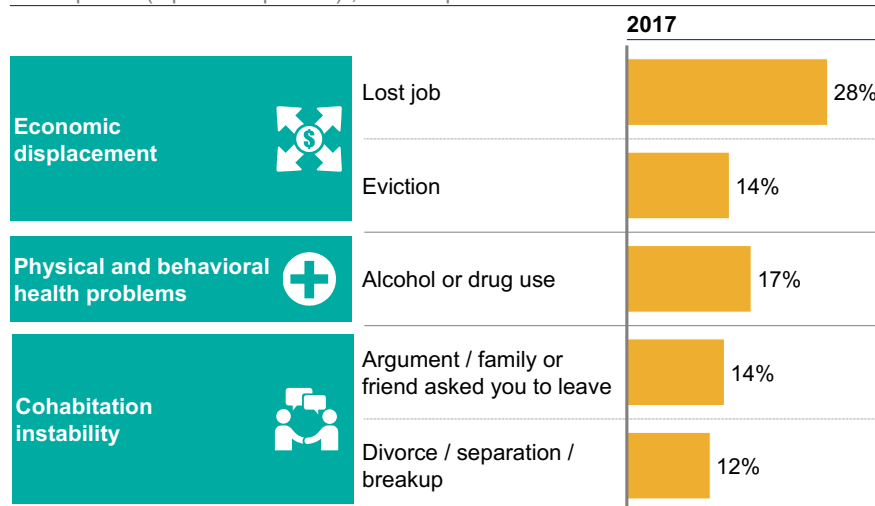 2017
Economic
displacement
$
Lost job
28%
Eviction
14%
Physical and behavioral
health problems
Alcohol or drug use
17%
Cohabitation
instability
Argument / family or
friend asked you to leave
14%
Divorce / separation /
breakup
12%